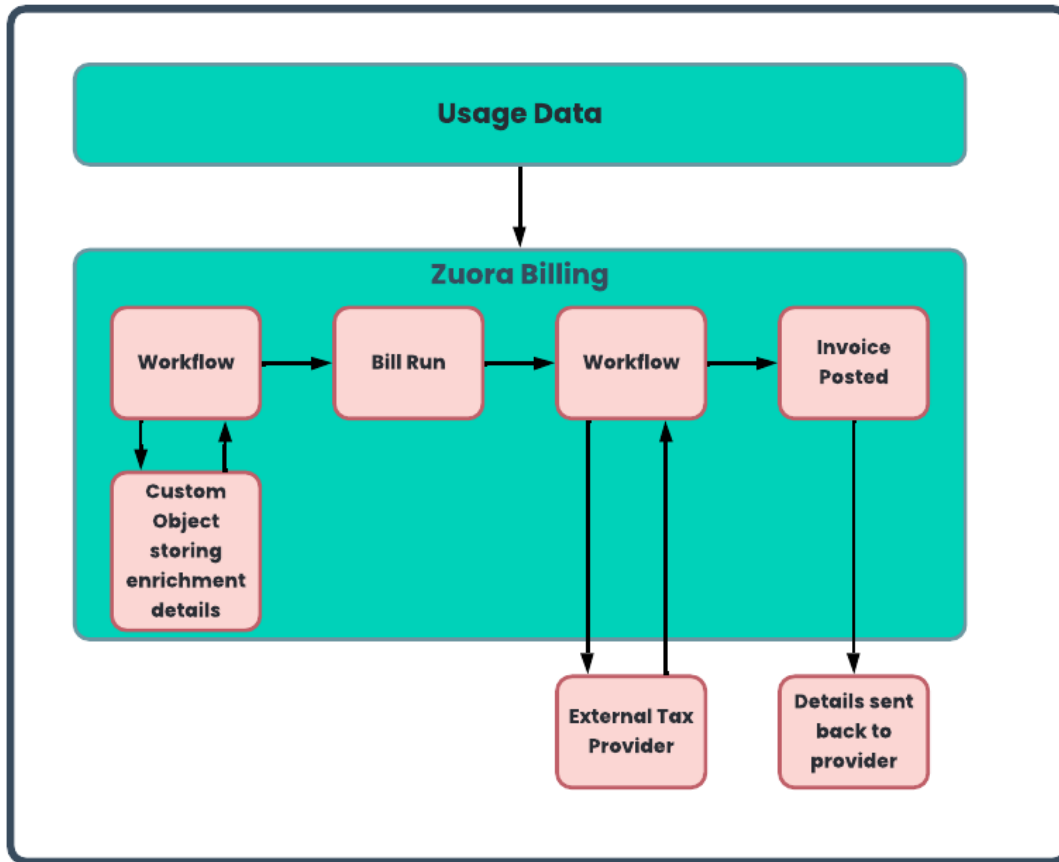 Usage Data
Zuora Billing
Workflow
Bill Run
Workflow
Invoice
Posted
Custom
Object
storing
enrichment
details
External Tax
Provider
Details sent
back to
provider